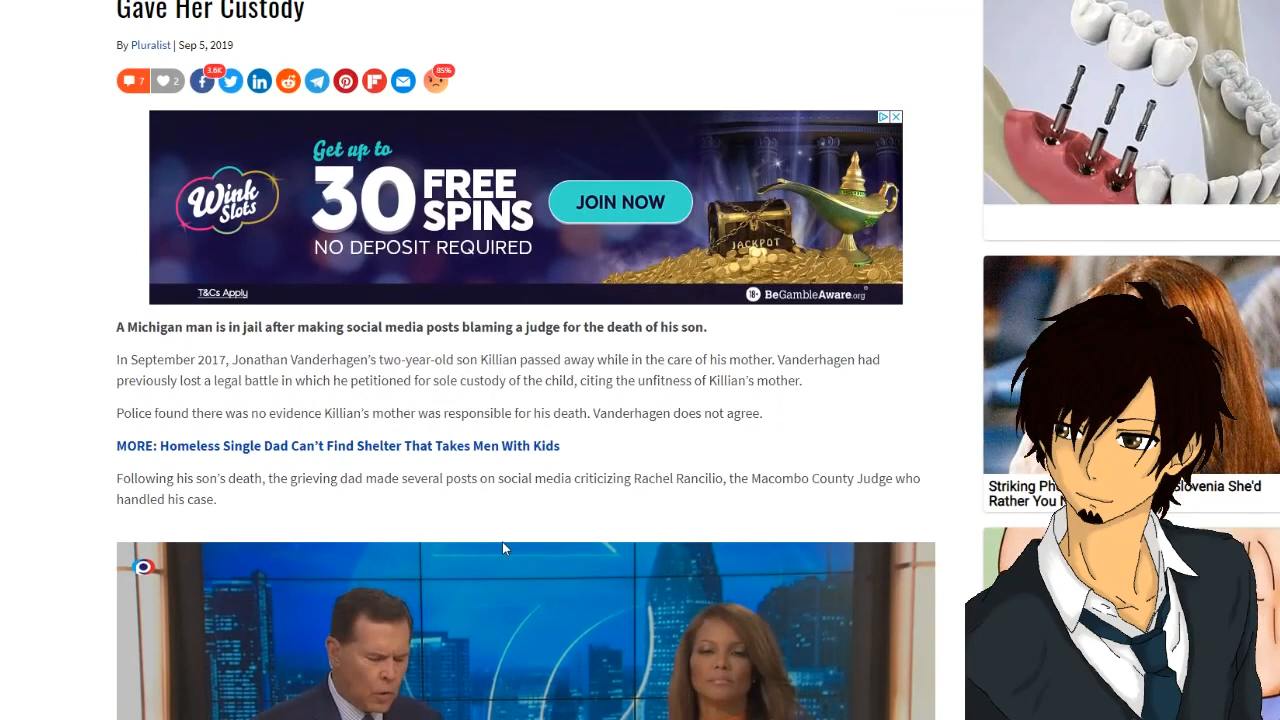 Gave Her Custody
By Pluralist | Sep 5, 2019
7
2
3.6K
85%
Get up to
30 FREE SPINS
NO DEPOSIT REQUIRED
Wink Slots
JOIN NOW
JACKPOT
T&Cs Apply
18+ BeGambleAware.org
A Michigan man is in jail after making social media posts blaming a judge for the death of his son.
In September 2017, Jonathan Vanderhagen's two-year-old son Killian passed away while in the care of his mother. Vanderhagen had
previously lost a legal battle in which he petitioned for sole custody of the child, citing the unfitness of Killian's mother.
Police found there was no evidence Killian's mother was responsible for his death. Vanderhagen does not agree.
MORE: Homeless Single Dad Can't Find Shelter That Takes Men With Kids
Following his son's death, the grieving dad made several posts on social media criticizing Rachel Rancilio, the Macombo County Judge who
handled his case.
Striking Slovenia She'd
Rather You